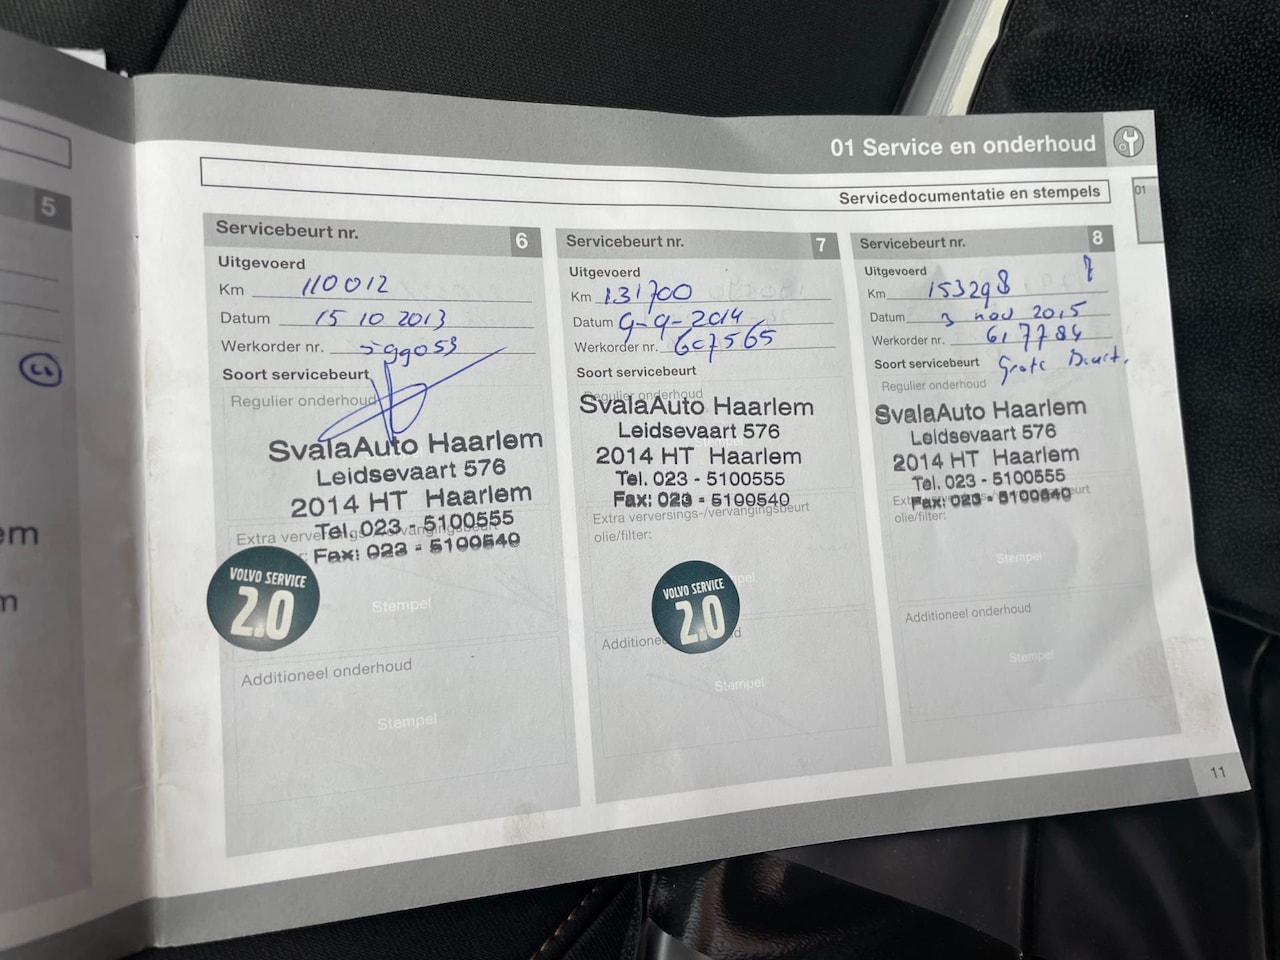 01 Service en onderhoud
01
Servicedocumentatie en stempels
5
em
m
Servicebeurt nr. 6
Uitgevoerd
Km 110012
Datum 15 10 2013
Werkorder nr. 599053
Soort servicebeurt
Regulier onderhoud
SvalaAuto Haarlem
Leidsevaart 576
2014 HT Haarlem
Tel. 023 - 5100555
Fax: 023 - 5100540
VOLVO SERVICE
2.0
Stempel
Additioneel onderhoud
Stempel
Servicebeurt nr. 7
Uitgevoerd
Km 131700
Datum 9-9-2014
Werkorder nr. 607565
Soort servicebeurt
Regulier onderhoud
SvalaAuto Haarlem
Leidsevaart 576
2014 HT Haarlem
Tel. 023 - 5100555
Fax: 023 - 5100540
Extra verversings-/vervangingsbeurt
olie/filter:
VOLVO SERVICE
2.0
Stempel
Servicebeurt nr. 8
Uitgevoerd
Km 153298
Datum 3 nov 2015
Werkorder nr. 617784
Soort servicebeurt Grote Beurt.
Regulier onderhoud
SvalaAuto Haarlem
Leidsevaart 576
2014 HT Haarlem
Tel. 023 - 5100555
Fax: 023 - 5100540
olie/filter:
Stempel
Additioneel onderhoud
Stempel
11